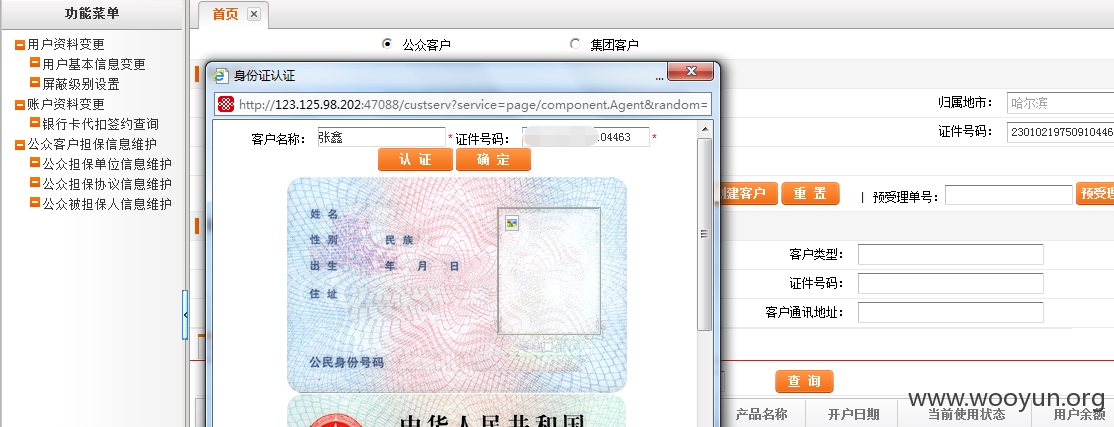 功能菜单
首页
用户资料变更
用户基本信息变更
屏蔽级别设置
账户资料变更
银行卡代扣签约查询
公众客户担保信息维护
公众担保单位信息维护
公众担保协议信息维护
公众被担保人信息维护
公众客户 集团客户
身份证认证
...
http://123.125.98.202:47088/custserv?service=page/component.Agent&random=
客户名称： 张鑫 * 证件号码： 04463 *
认 证 确 定
姓 名
性 别 民 族
出 生 年 月 日
住 址
公民身份号码
中华人民共和国
归属地市： 哈尔滨
证件号码： 23010219750910446
创建客户 重 置 预受理单号： 预受理
客户类型：
证件号码：
客户通讯地址：
查 询
产品名称 开户日期 当前使用状态 用户余额
www.wooyun.org